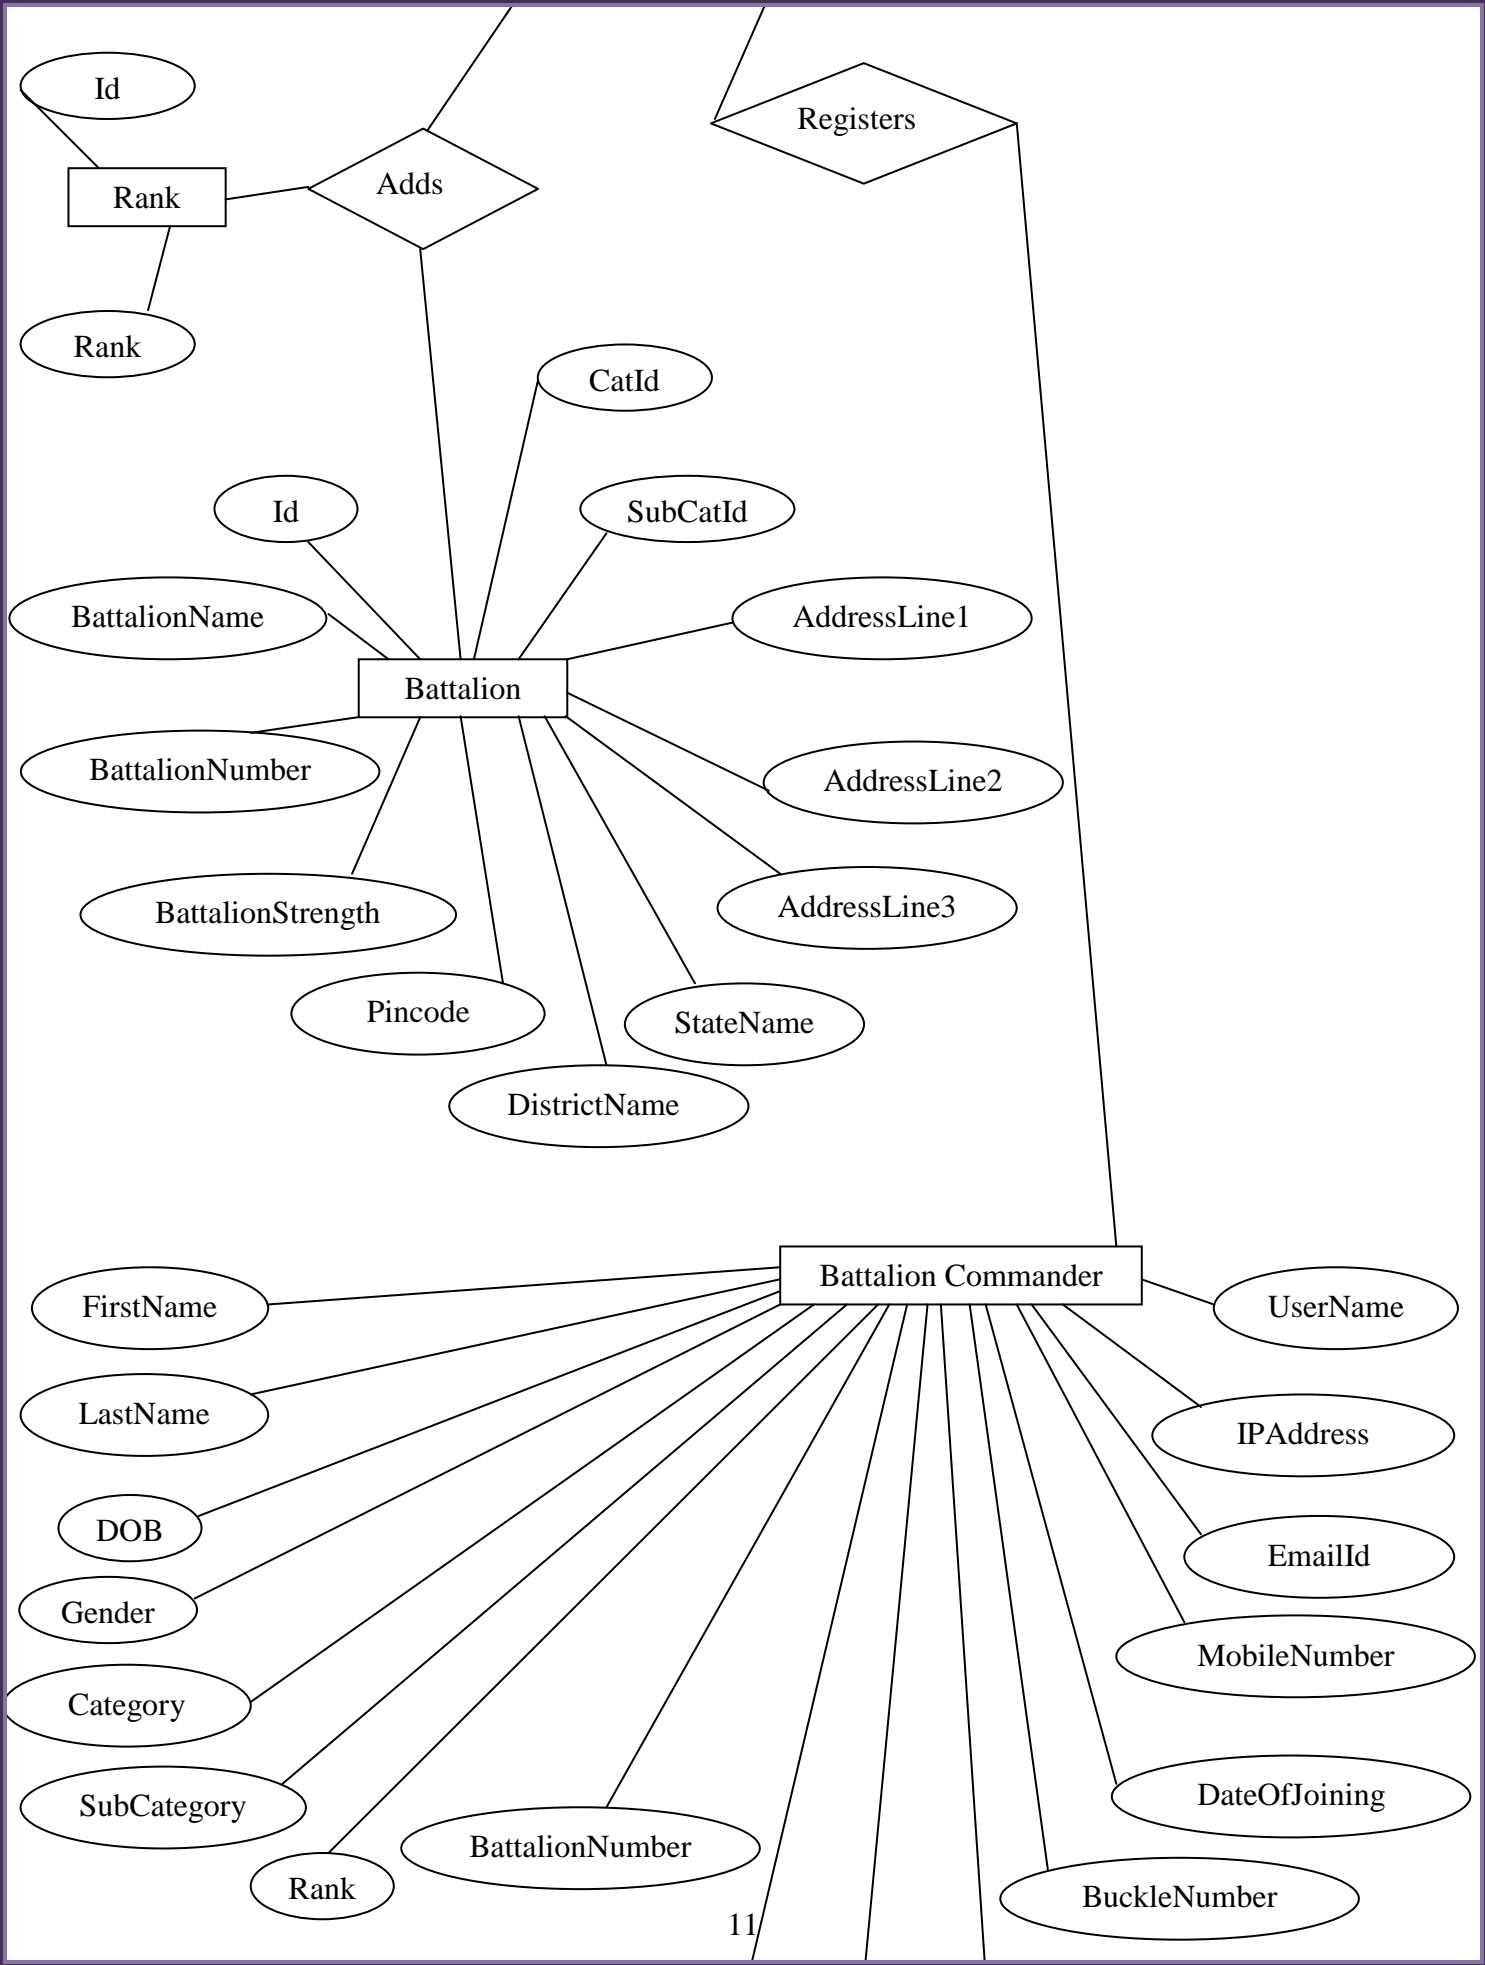 Id
Registers
Adds
Rank
Rank
CatId
Id
SubCatId
BattalionName
AddressLine1
Battalion
BattalionNumber
AddressLine2
BattalionStrength
AddressLine3
Pincode
StateName
DistrictName
Battalion Commander
FirstName
UserName
LastName
IPAddress
DOB
EmailId
Gender
MobileNumber
Category
SubCategory
DateOfJoining
BattalionNumber
Rank
BuckleNumber
11